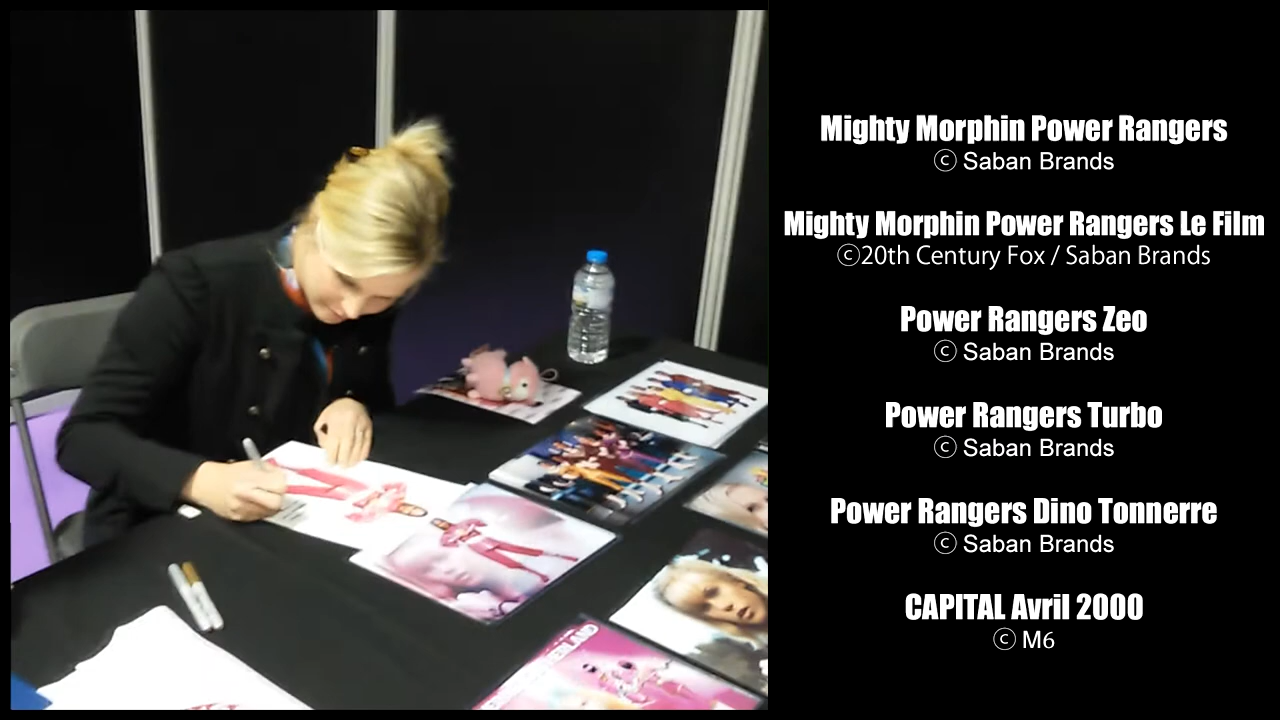 Mighty Morphin Power Rangers
ⓒ Saban Brands
Mighty Morphin Power Rangers Le Film
ⓒ20th Century Fox / Saban Brands
Power Rangers Zeo
ⓒ Saban Brands
Power Rangers Turbo
ⓒ Saban Brands
Power Rangers Dino Tonnerre
ⓒ Saban Brands
CAPITAL Avril 2000
ⓒ M6